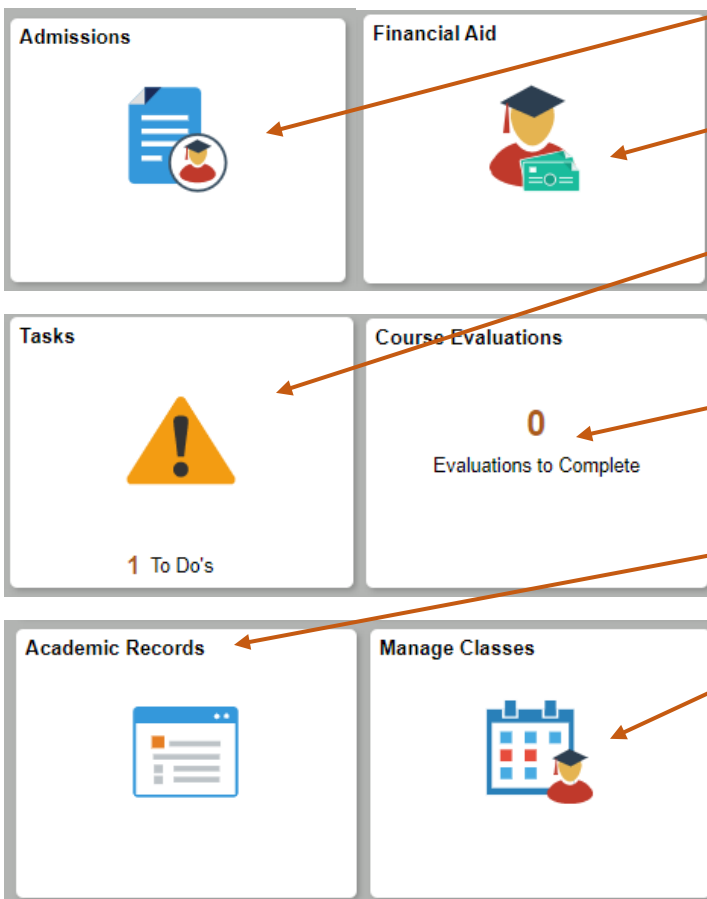 Admissions
Financial Aid
Tasks
1 To Do's
Course Evaluations
0
Evaluations to Complete
Academic Records
Manage Classes